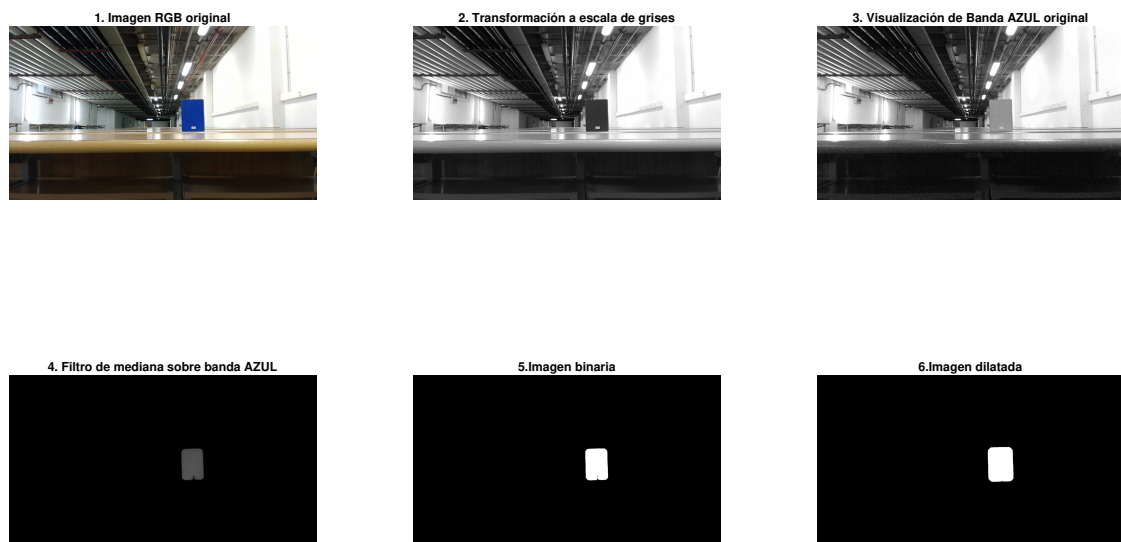 1. Imagen RGB original
2. Transformación a escala de grises
3. Visualización de Banda AZUL original
4. Filtro de mediana sobre banda AZUL
5.Imagen binaria
6.Imagen dilatada